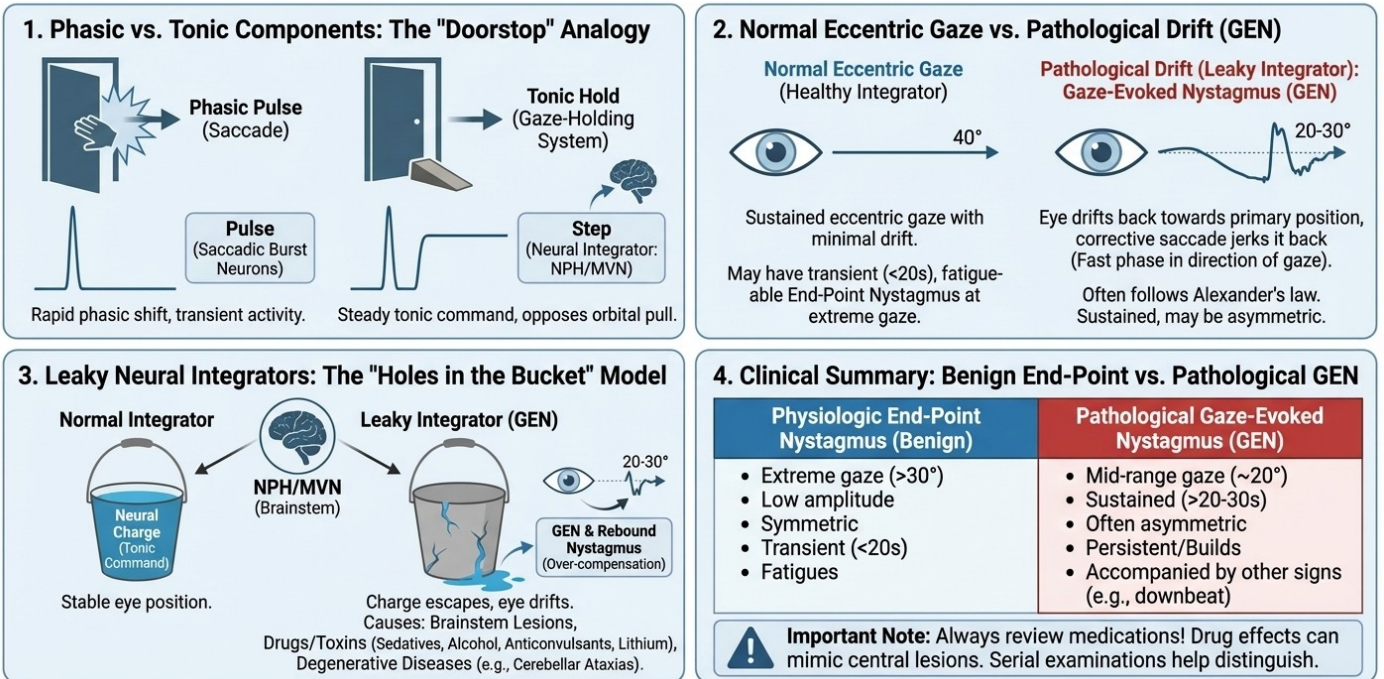 1. Phasic vs. Tonic Components: The "Doorstop" Analogy
Phasic Pulse
(Saccade)
Tonic Hold
(Gaze-Holding
System)
Pulse
(Saccadic Burst
Neurons)
Step
(Neural Integrator:
NPH/MVN)
Rapid phasic shift, transient activity.
Steady tonic command, opposes orbital pull.
2. Normal Eccentric Gaze vs. Pathological Drift (GEN)
Normal Eccentric Gaze
(Healthy Integrator)
40°
Sustained eccentric gaze with
minimal drift.
May have transient (<20s), fatigue-
able End-Point Nystagmus at
extreme gaze.
Pathological Drift (Leaky Integrator):
Gaze-Evoked Nystagmus (GEN)
20-30°
Eye drifts back towards primary position,
corrective saccade jerks it back
(Fast phase in direction of gaze).
Often follows Alexander's law.
Sustained, may be asymmetric.
3. Leaky Neural Integrators: The "Holes in the Bucket" Model
Normal Integrator
Neural
Charge
(Tonic
Command)
Stable eye position.
NPH/MVN
(Brainstem)
Leaky Integrator (GEN)
20-30°
GEN & Rebound
Nystagmus
(Over-compensation)
Charge escapes, eye drifts.
Causes: Brainstem Lesions,
Drugs/Toxins (Sedatives, Alcohol, Anticonvulsants, Lithium),
Degenerative Diseases (e.g., Cerebellar Ataxias).
4. Clinical Summary: Benign End-Point vs. Pathological GEN
Physiologic End-Point
Nystagmus (Benign)
• Extreme gaze (>30°)
• Low amplitude
• Symmetric
• Transient (<20s)
• Fatigues
Pathological Gaze-Evoked
Nystagmus (GEN)
• Mid-range gaze (~20°)
• Sustained (>20-30s)
• Often asymmetric
• Persistent/Builds
• Accompanied by other signs
(e.g., downbeat)
Important Note: Always review medications! Drug effects can
mimic central lesions. Serial examinations help distinguish.